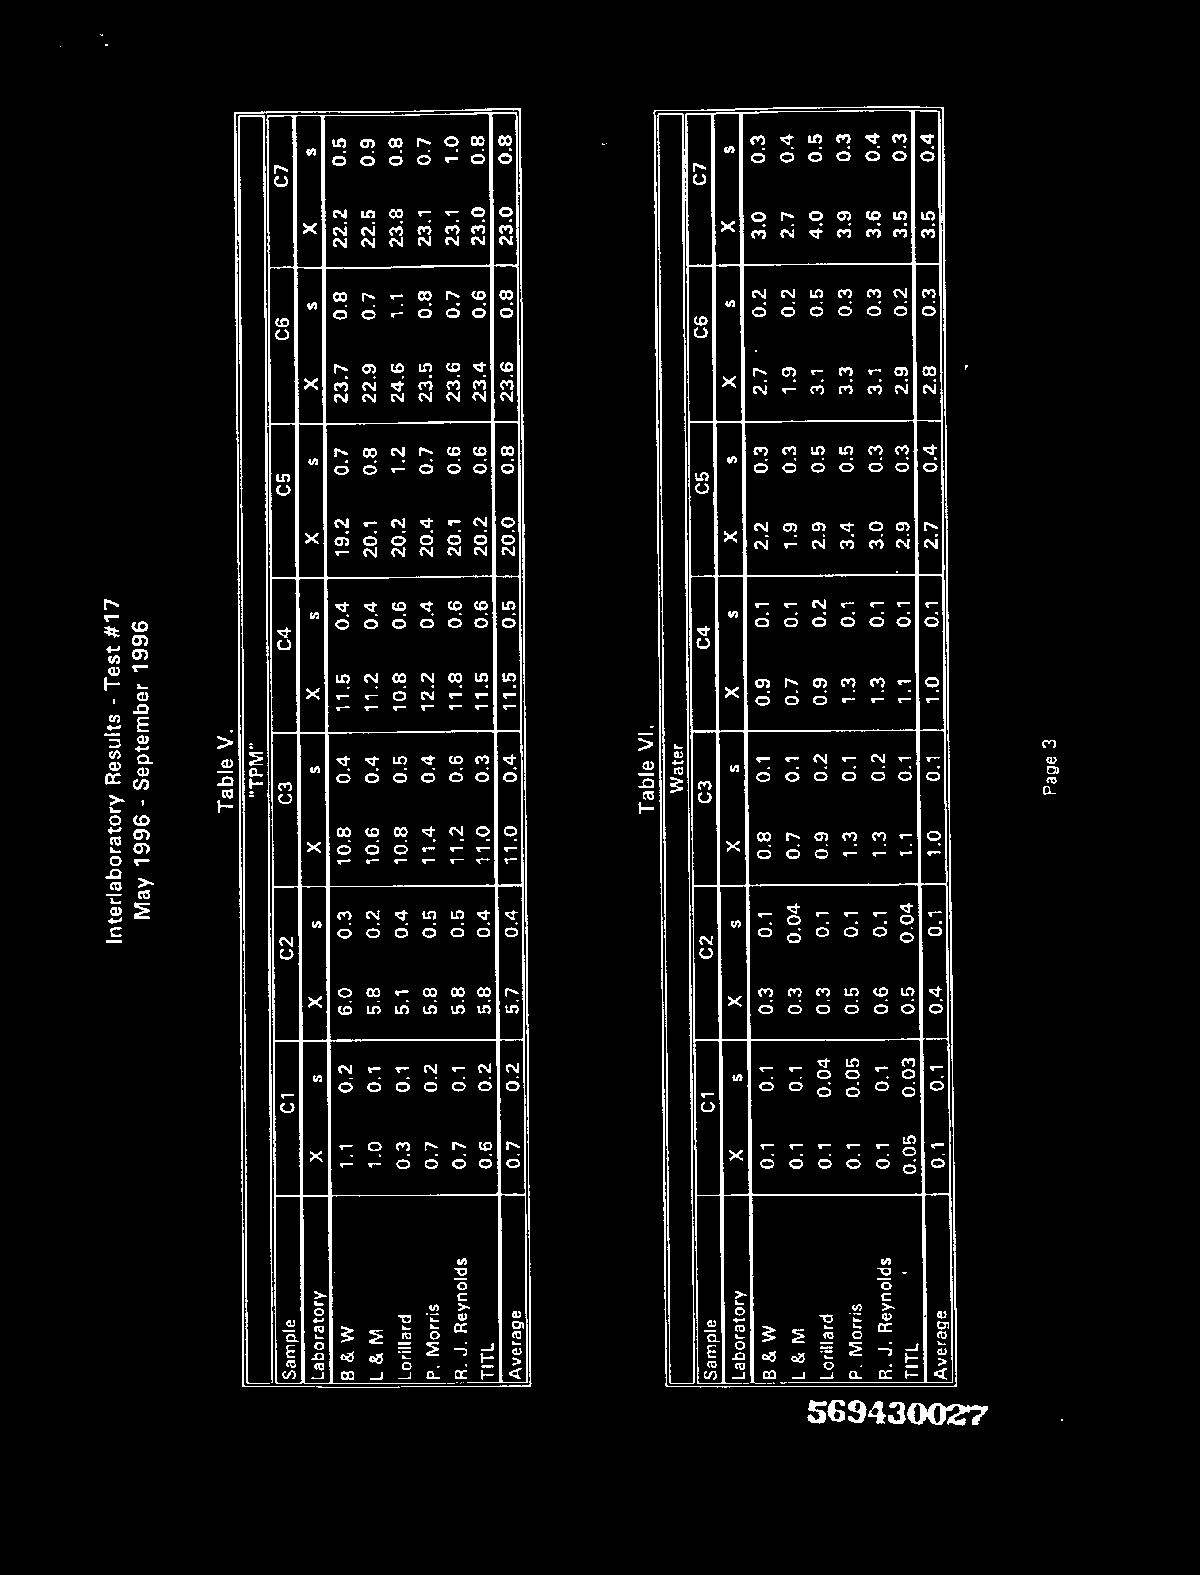 Interlaboratory Results - Test #17
May 1996 - September 1996
Table V.
"TPM"
Sample C1 C2 C3 C4 C5 C6 C7
Laboratory X s X s X s X s X s X s X s
B & W 1.1 0.2 6.0 0.3 10.8 0.4 11.5 0.4 19.2 0.7 23.7 0.8 22.2 0.5
L & M 1.0 0.1 5.8 0.2 10.6 0.4 11.2 0.4 20.1 0.8 22.9 0.7 22.5 0.9
Lorillard 0.3 0.1 5.1 0.4 10.8 0.5 10.8 0.6 20.2 1.2 24.6 1.1 23.8 0.8
P. Morris 0.7 0.2 5.8 0.5 11.4 0.4 12.2 0.4 20.4 0.7 23.5 0.8 23.1 0.7
R. J. Reynolds 0.7 0.1 5.8 0.5 11.2 0.6 11.8 0.6 20.1 0.6 23.6 0.7 23.1 1.0
TITL 0.6 0.2 5.8 0.4 11.0 0.3 11.5 0.6 20.2 0.6 23.4 0.6 23.0 0.8
Average 0.7 0.2 5.7 0.4 11.0 0.4 11.5 0.5 20.0 0.8 23.6 0.8 23.0 0.8
Table VI.
Water
Sample C1 C2 C3 C4 C5 C6 C7
Laboratory X s X s X s X s X s X s X s
B & W 0.1 0.1 0.3 0.1 0.8 0.1 0.9 0.1 2.2 0.3 2.7 0.2 3.0 0.3
L & M 0.1 0.1 0.3 0.04 0.7 0.1 0.7 0.1 1.9 0.3 1.9 0.2 2.7 0.4
Lorillard 0.1 0.04 0.3 0.1 0.9 0.2 0.9 0.2 2.9 0.5 3.1 0.5 4.0 0.5
P. Morris 0.1 0.05 0.5 0.1 1.3 0.1 1.3 0.1 3.4 0.5 3.3 0.3 3.9 0.3
R. J. Reynolds 0.1 0.1 0.6 0.1 1.3 0.2 1.3 0.1 3.0 0.3 3.1 0.3 3.6 0.4
TITL 0.05 0.03 0.5 0.04 1.1 0.1 1.1 0.1 2.9 0.3 2.9 0.2 3.5 0.3
Average 0.1 0.1 0.4 0.1 1.0 0.1 1.0 0.1 2.7 0.4 2.8 0.3 3.5 0.4
Page 3
569430027